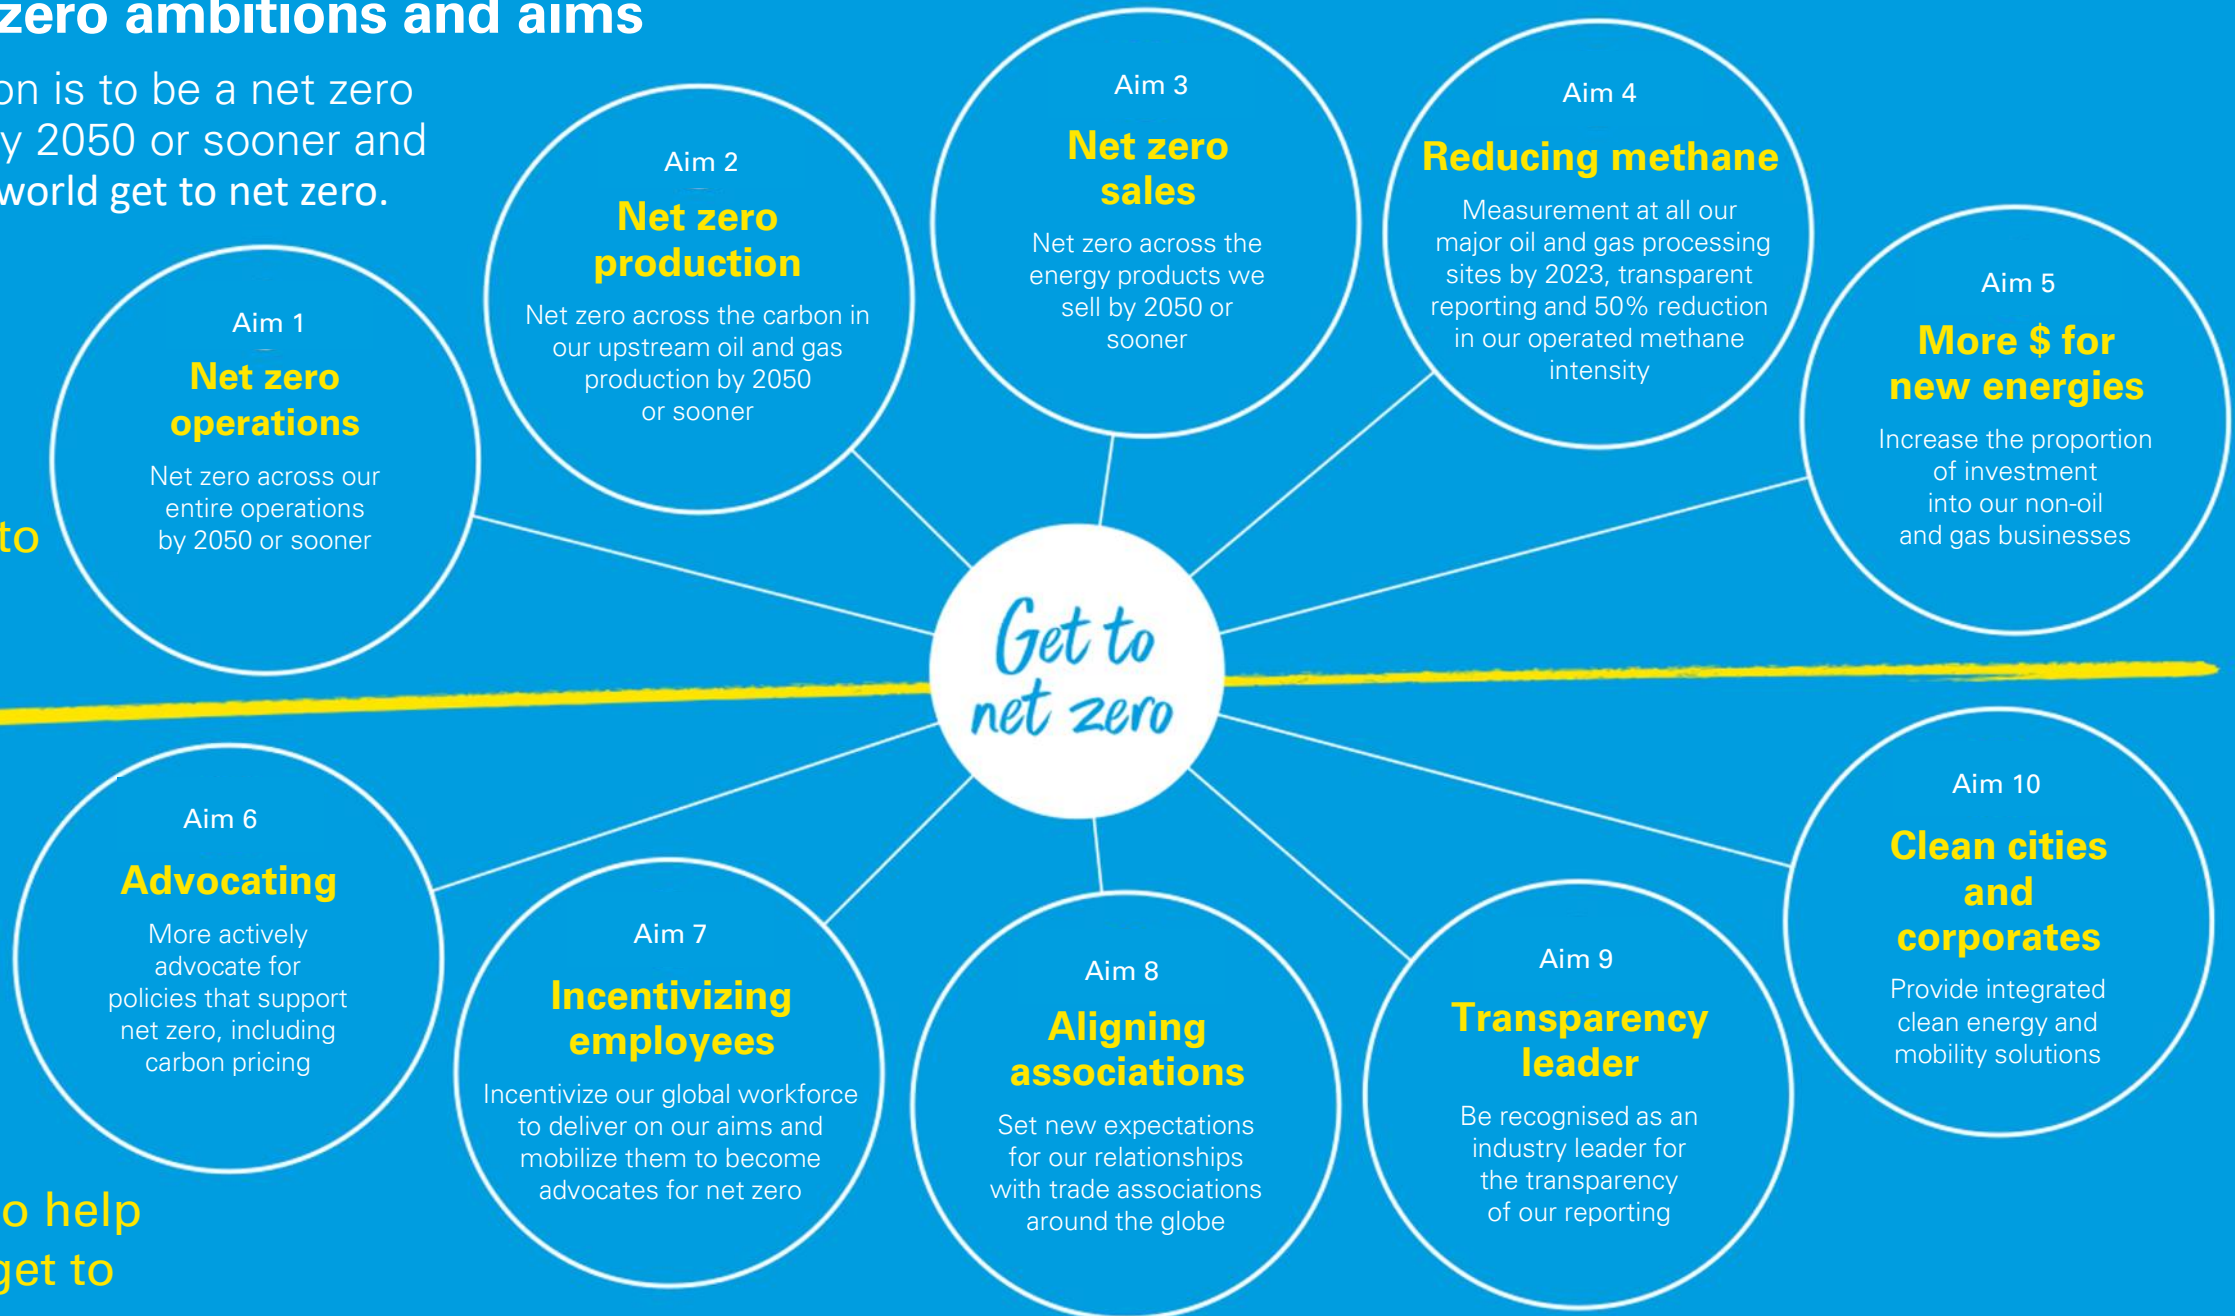 zero ambitions and aims
on is to be a net zero
y 2050 or sooner and
world get to net zero.
Aim 1
Net zero
operations
Net zero across our
entire operations
by 2050 or sooner
Aim 2
Net zero
production
Net zero across the carbon in
our upstream oil and gas
production by 2050
or sooner
Aim 3
Net zero
sales
Net zero across the
energy products we
sell by 2050 or
sooner
Aim 4
Reducing methane
Measurement at all our
major oil and gas processing
sites by 2023, transparent
reporting and 50% reduction
in our operated methane
intensity
Aim 5
More $ for
new energies
Increase the proportion
of investment
into our non-oil
and gas businesses
to
Get to
net zero
Aim 6
Advocating
More actively
advocate for
policies that support
net zero, including
carbon pricing
Aim 7
Incentivizing
employees
Incentivize our global workforce
to deliver on our aims and
mobilize them to become
advocates for net zero
Aim 8
Aligning
associations
Set new expectations
for our relationships
with trade associations
around the globe
Aim 9
Transparency
leader
Be recognised as an
industry leader for
the transparency
of our reporting
Aim 10
Clean cities
and
corporates
Provide integrated
clean energy and
mobility solutions
o help
get to